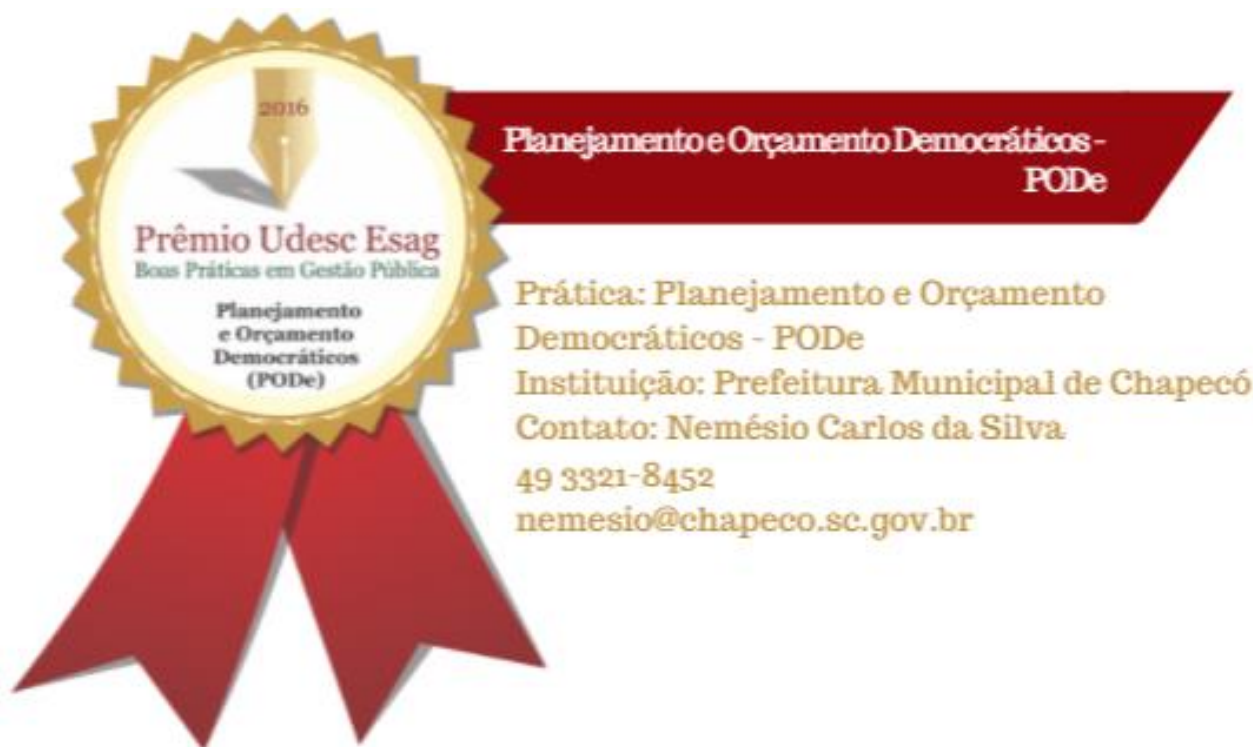 2016
Prêmio Udesc Esag
Boas Práticas em Gestão Pública
Planejamento
e Orçamento
Democráticos
(PODe)
Planejamento e Orçamento Democráticos -
PODe
Prática: Planejamento e Orçamento
Democráticos - PODe
Instituição: Prefeitura Municipal de Chapecó
Contato: Nemésio Carlos da Silva
49 3321-8452
nemesio@chapeco.sc.gov.br